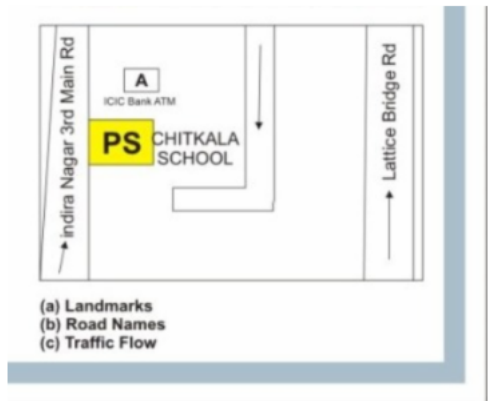 indira Nagar 3rd Main Rd
A
ICIC Bank ATM
PS
CHITKALA
SCHOOL
Lattice Bridge Rd
(a) Landmarks
(b) Road Names
(c) Traffic Flow